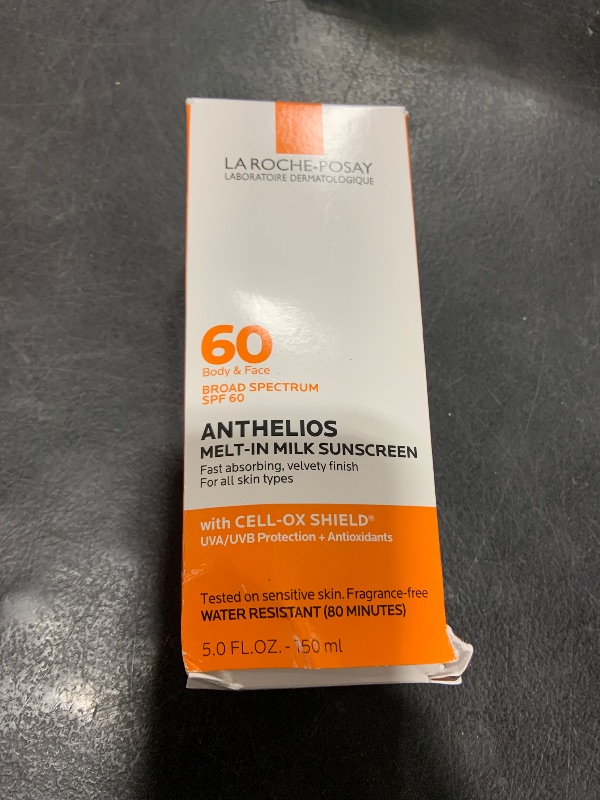 LA ROCHE-POSAY
LABORATOIRE DERMATOLOGIQUE
60
Body & Face
BROAD SPECTRUM
SPF 60
ANTHELIOS
MELT-IN MILK SUNSCREEN
Fast absorbing, velvety finish
For all skin types
with CELL-OX SHIELD®
UVA/UVB Protection + Antioxidants
Tested on sensitive skin. Fragrance-free
WATER RESISTANT (80 MINUTES)
5.0 FL.OZ. - 150 ml